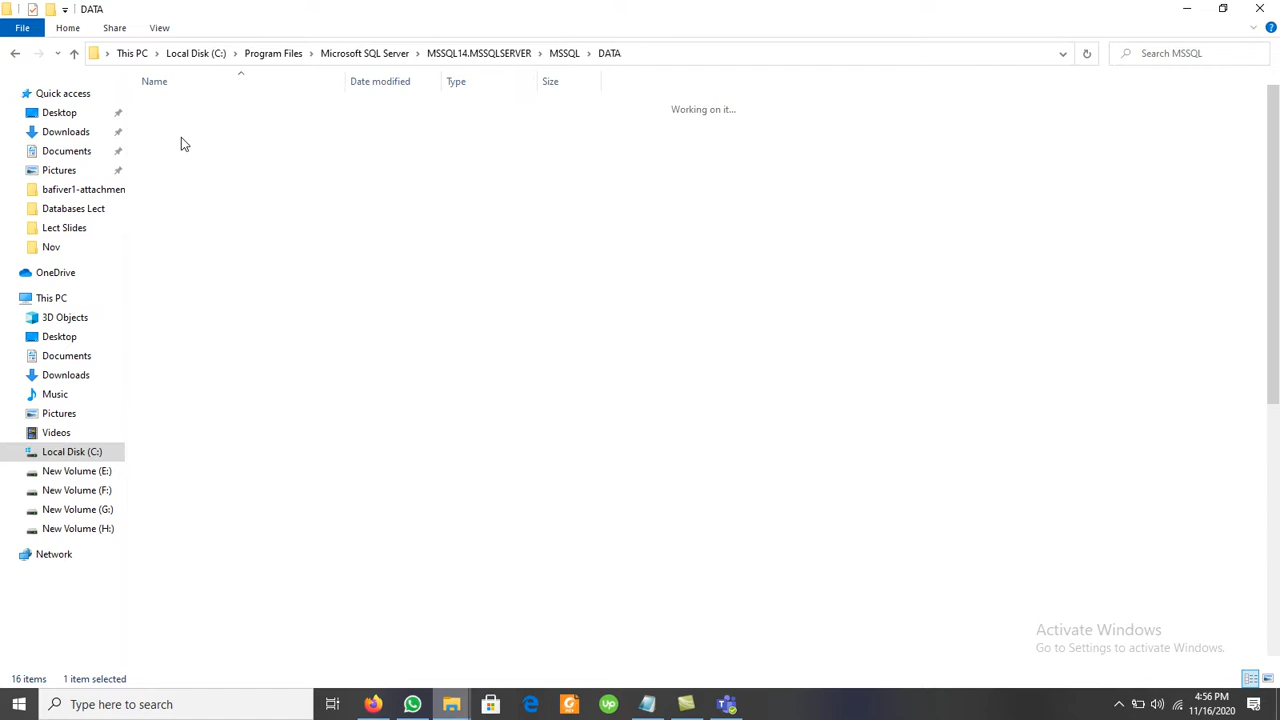 DATA
File Home Share View
This PC Local Disk (C:) Program Files Microsoft SQL Server MSSQL14.MSSQLSERVER MSSQL DATA Search MSSQL
Name Date modified Type Size
Working on it...
Quick access
Desktop
Downloads
Documents
Pictures
bafiver1-attachmen
Databases Lect
Lect Slides
Nov
OneDrive
This PC
3D Objects
Desktop
Documents
Downloads
Music
Pictures
Videos
Local Disk (C:)
New Volume (E:)
New Volume (F:)
New Volume (G:)
New Volume (H:)
Network
Activate Windows
Go to Settings to activate Windows.
16 items 1 item selected
Type here to search
4:56 PM
11/16/2020